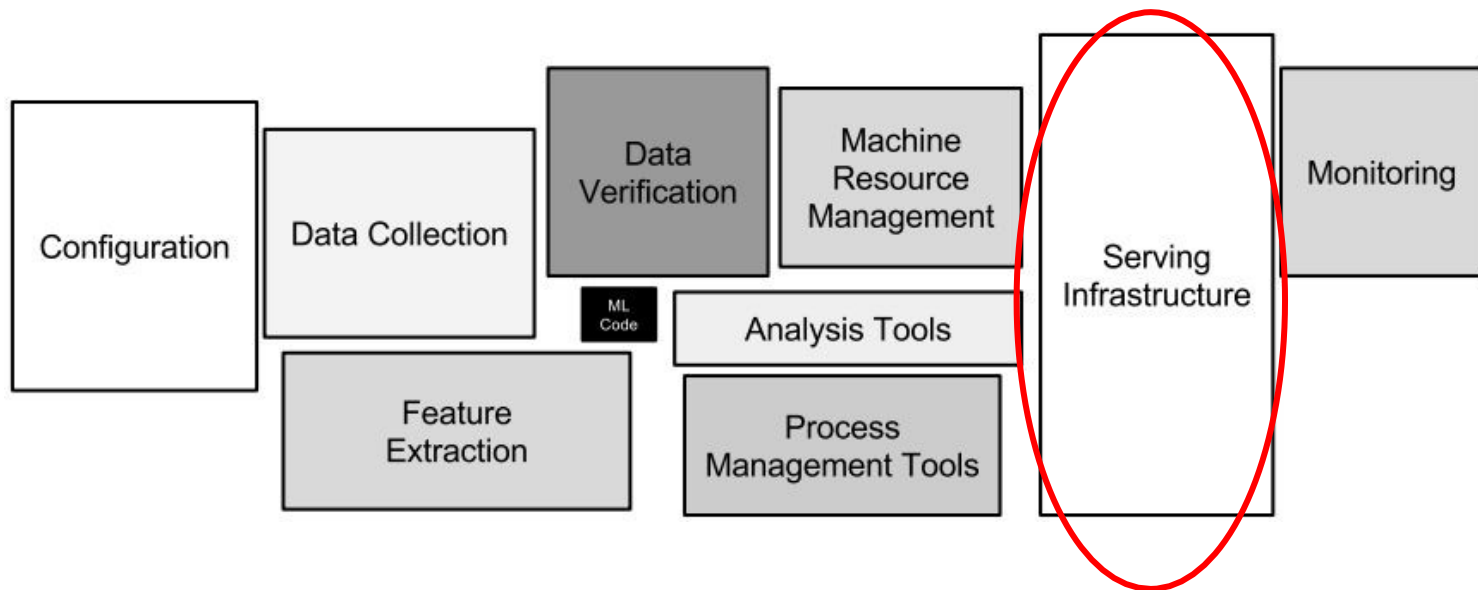 Configuration
Data Collection
Feature
Extraction
Data
Verification
ML
Code
Machine
Resource
Management
Analysis Tools
Process
Management Tools
Serving
Infrastructure
Monitoring